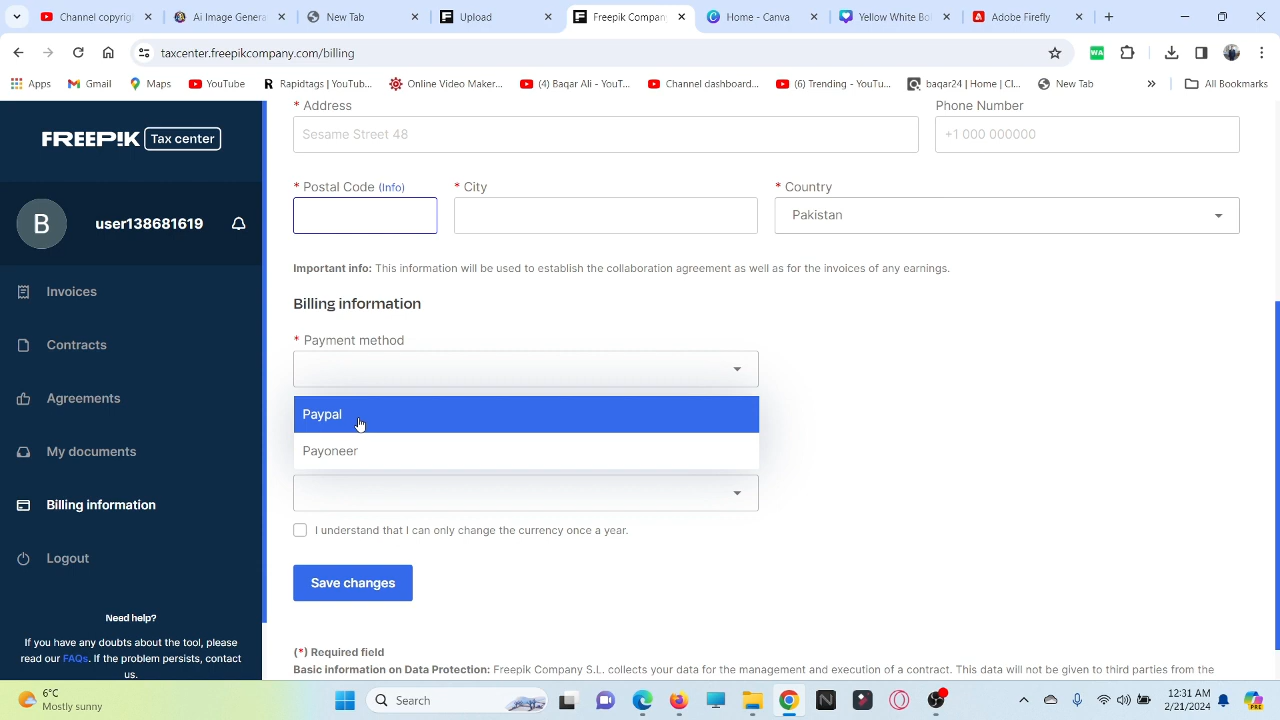 YouTube
Ai Image Genera
New Tab
Upload
Freepik Compan
Home - Canva
Yellow White Bo
Adobe Firefly
taxcenter.freepikcompany.com/billing
WA
Apps
Gmail
Maps
YouTube
Rapidtags | YouTub...
Online Video Maker...
(4) Baqar Ali - YouT...
Channel dashboard...
(6) Trending - YouTu...
baqar24 | Home | Cl...
New Tab
»
All Bookmarks
FREEP!K Tax center
B
user138681619
Invoices
Contracts
Agreements
My documents
Billing information
Logout
Need help?
If you have any doubts about the tool, please
read our FAQs. If the problem persists, contact
us.
* Address
Sesame Street 48
Phone Number
+1 000 000000
* Postal Code (Info)
* City
* Country
Pakistan
Important info: This information will be used to establish the collaboration agreement as well as for the invoices of any earnings.
Billing information
* Payment method
Paypal
Payoneer
I understand that I can only change the currency once a year.
Save changes
(*) Required field
Basic information on Data Protection: Freepik Company S.L. collects your data for the management and execution of a contract. This data will not be given to third parties from the
6°C
Mostly sunny
Search
N
12:31 AM
2/21/2024
PRE